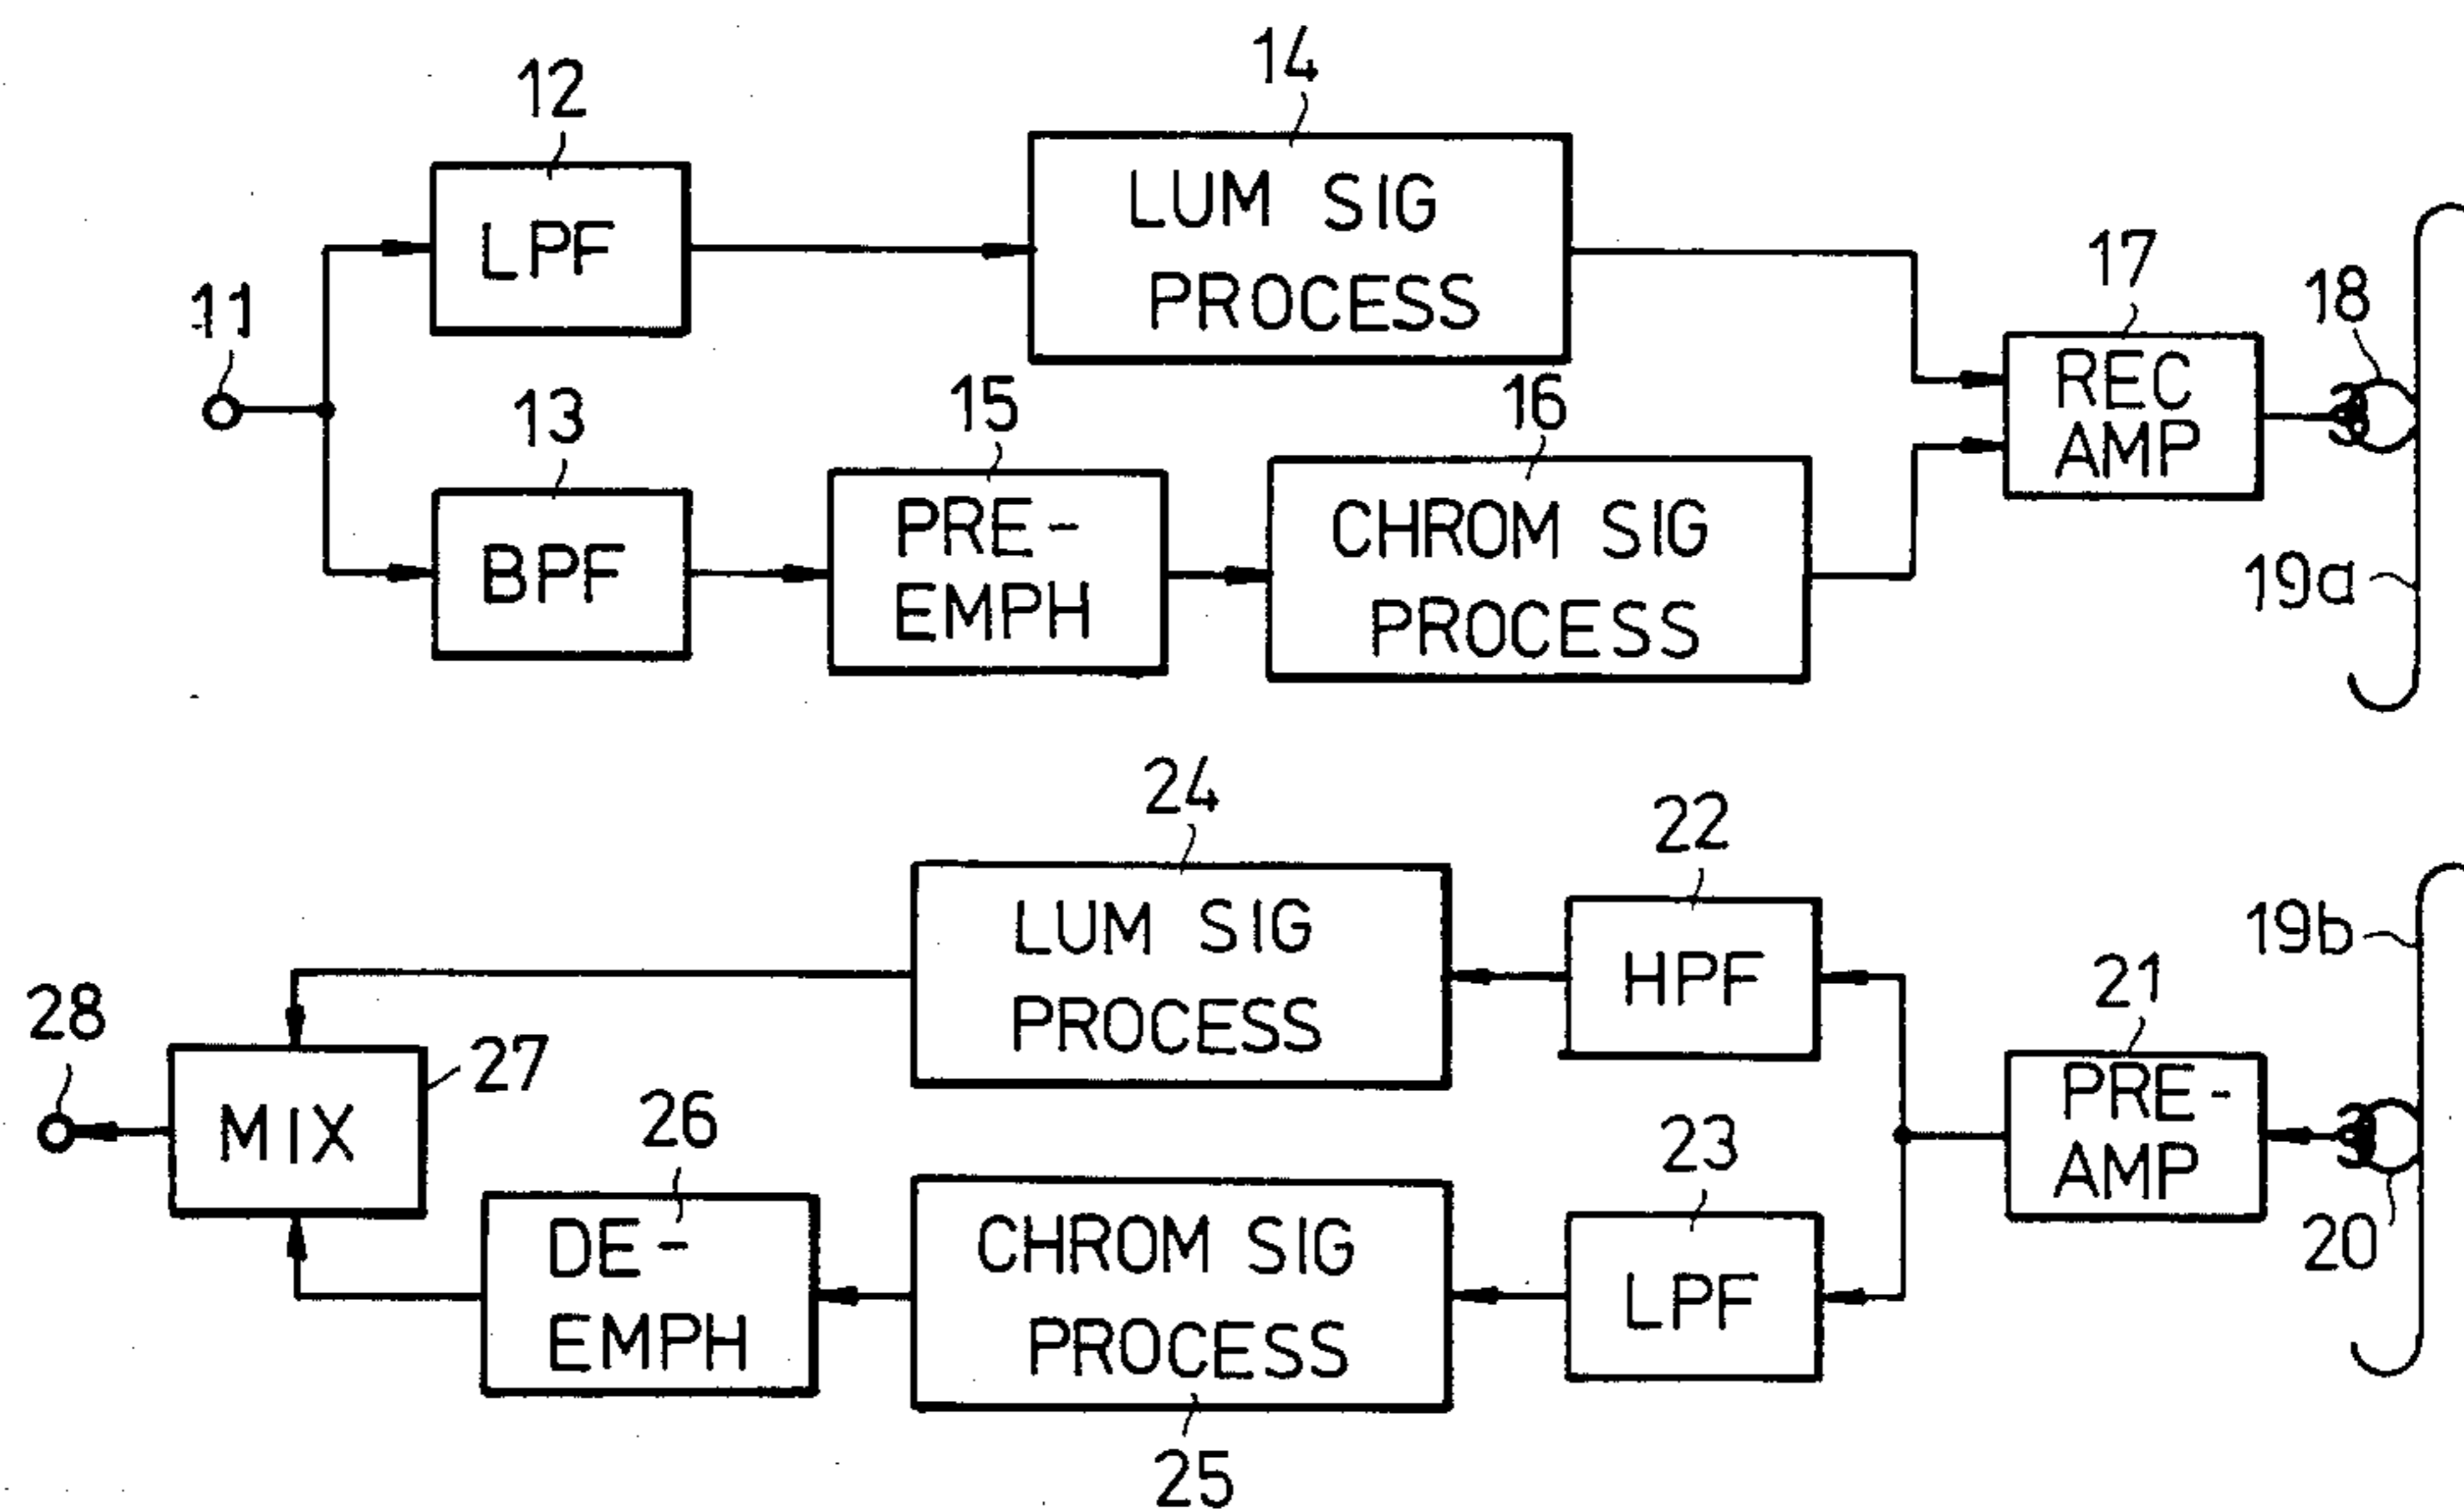 14
12
LUM SIG
PROCESS
LPF
17
18
11
REC
AMP
13
15
16
BPF
PRE-
EMPH
CHROM SIG
PROCESS
19a
24
22
LUM SIG
PROCESS
HPF
19b
21
28
27
MIX
26
23
PRE-
AMP
DE-
EMPH
CHROM SIG
PROCESS
LPF
20
25